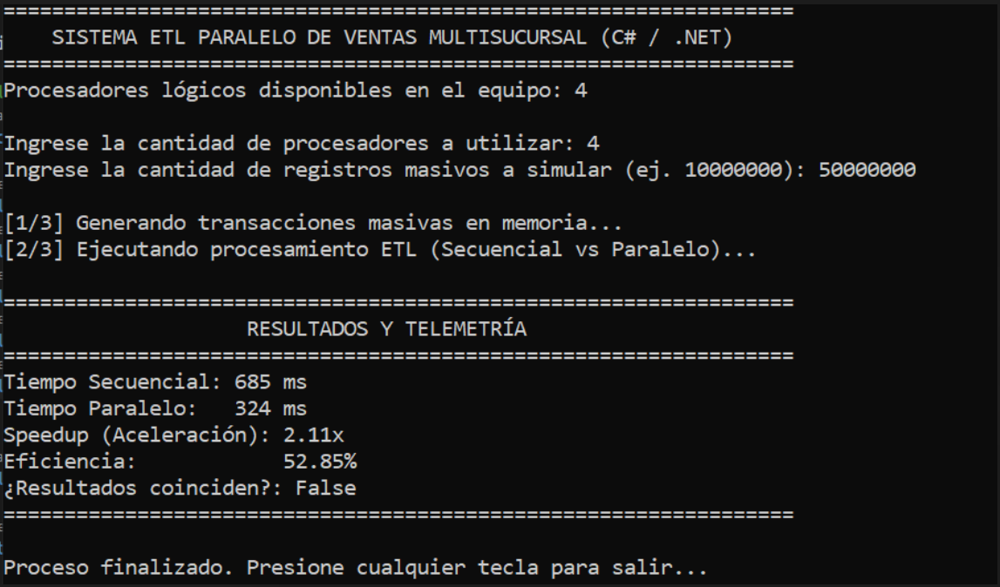 =================================================================
SISTEMA ETL PARALELO DE VENTAS MULTISUCURSAL (C# / .NET)
=================================================================
Procesadores lógicos disponibles en el equipo: 4
Ingrese la cantidad de procesadores a utilizar: 4
Ingrese la cantidad de registros masivos a simular (ej. 10000000): 50000000
[1/3] Generando transacciones masivas en memoria...
[2/3] Ejecutando procesamiento ETL (Secuencial vs Paralelo)...
=================================================================
RESULTADOS Y TELEMETRÍA
=================================================================
Tiempo Secuencial: 685 ms
Tiempo Paralelo:   324 ms
Speedup (Aceleración): 2.11x
Eficiencia:            52.85%
¿Resultados coinciden?: False
=================================================================
Proceso finalizado. Presione cualquier tecla para salir...